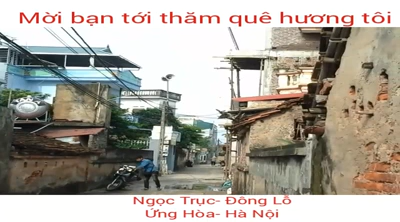 Mời bạn tới thăm quê hương tôi
Ngọc Trục- Đông Lỗ
Ứng Hòa- Hà Nội